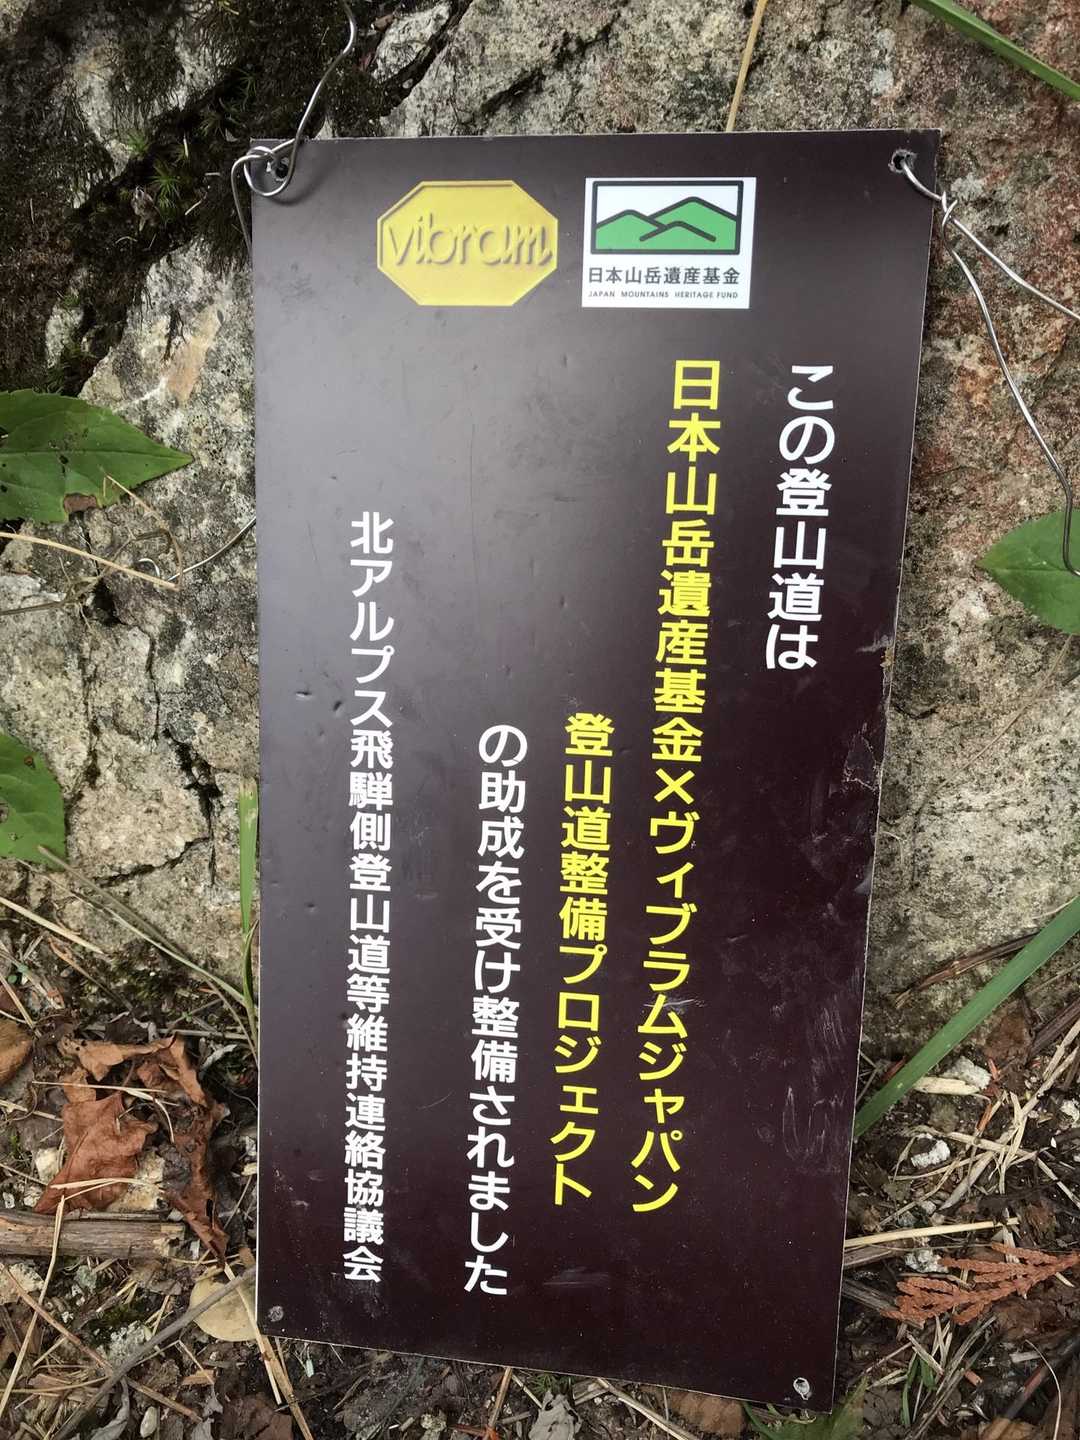 vibram
日本山岳遺産基金
JAPAN MOUNTAINS HERITAGE FUND
この登山道は
日本山岳遺産基金×ヴィブラムジャパン
登山道整備プロジェクト
の助成を受け整備されました
北アルプス飛騨側登山道等維持連絡協議会